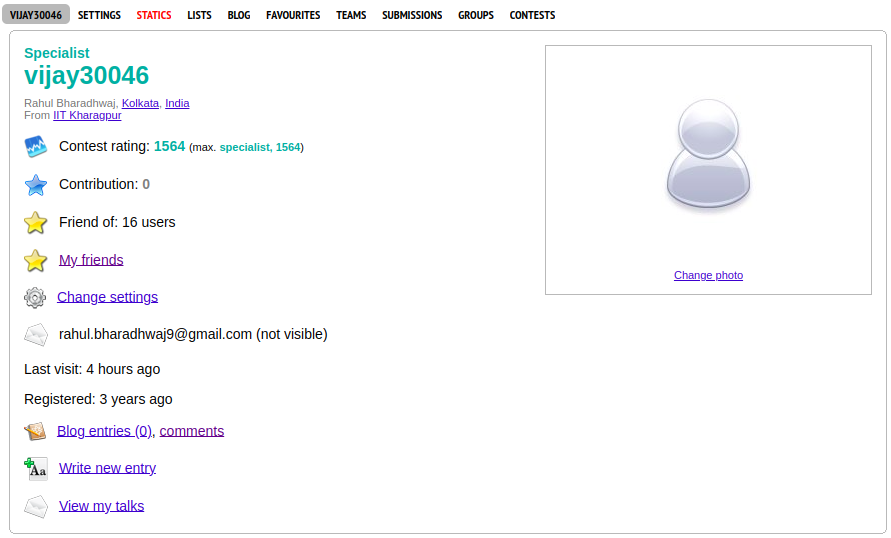 VIJAY30046 SETTINGS STATICS LISTS BLOG FAVOURITES TEAMS SUBMISSIONS GROUPS CONTESTS
Specialist
vijay30046
Rahul Bharadhwaj, Kolkata, India
From IIT Kharagpur
Contest rating: 1564 (max. specialist, 1564)
Contribution: 0
Friend of: 16 users
My friends
Change settings
rahul.bharadhwaj9@gmail.com (not visible)
Last visit: 4 hours ago
Registered: 3 years ago
Blog entries (0), comments
Aa Write new entry
View my talks
Change photo